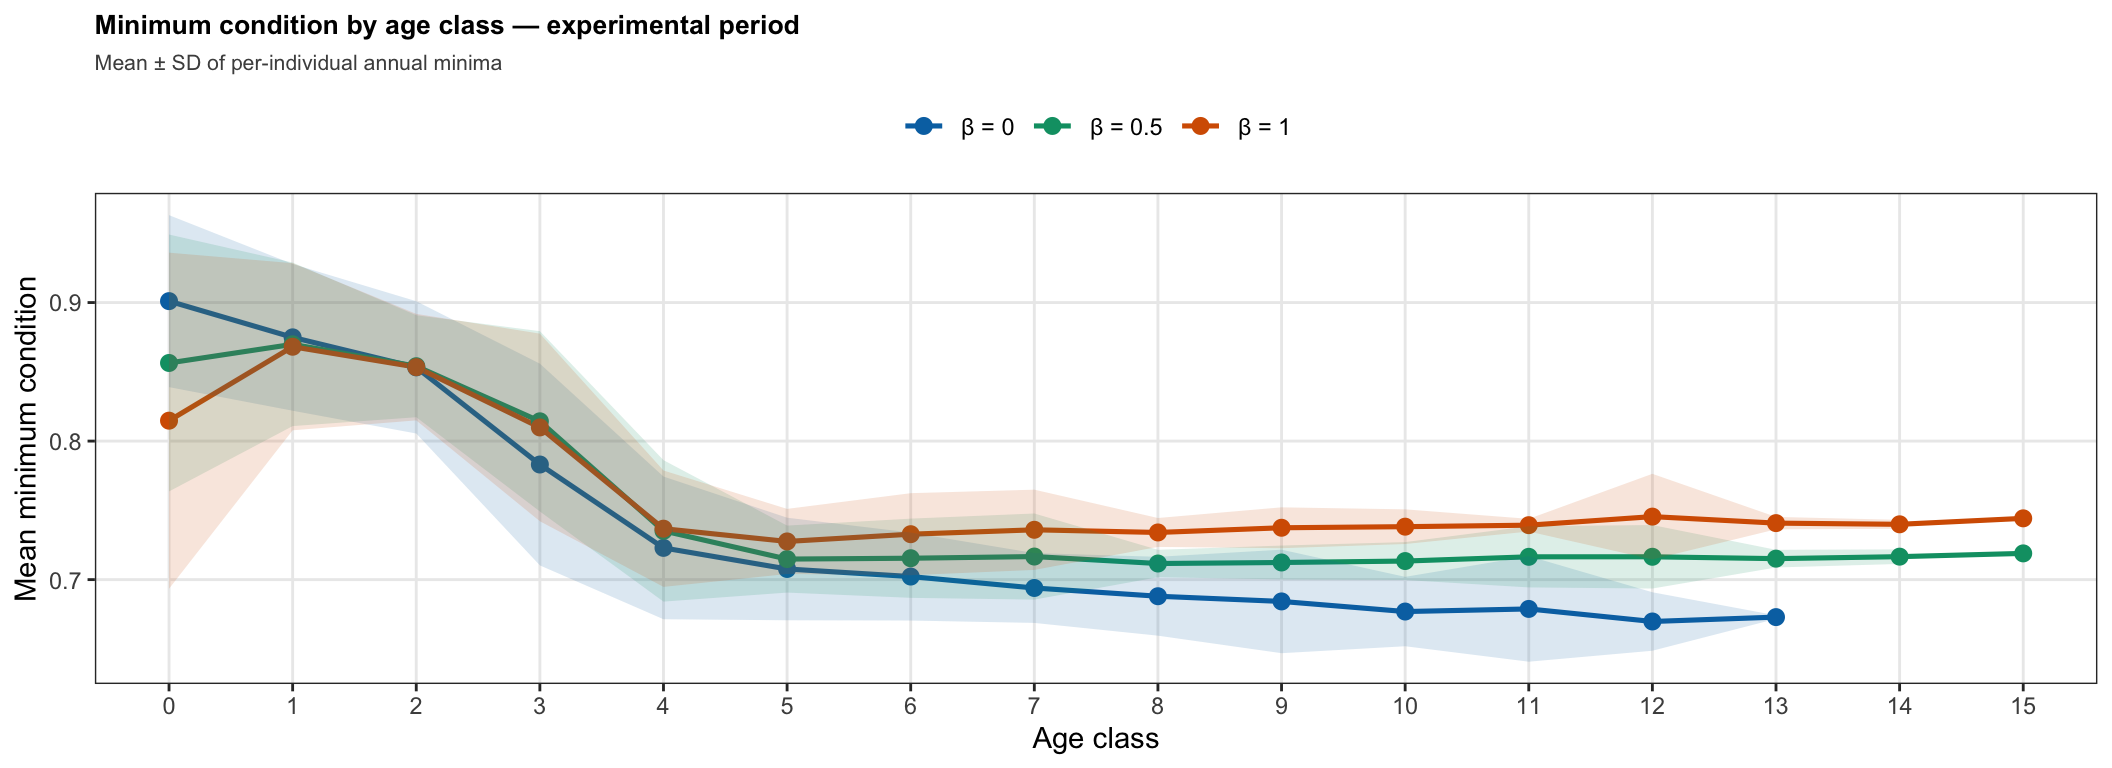 Minimum condition by age class — experimental period
Mean ± SD of per-individual annual minima
β = 0 β = 0.5 β = 1
Mean minimum condition
0.9
0.8
0.7
0 1 2 3 4 5 6 7 8 9 10 11 12 13 14 15
Age class